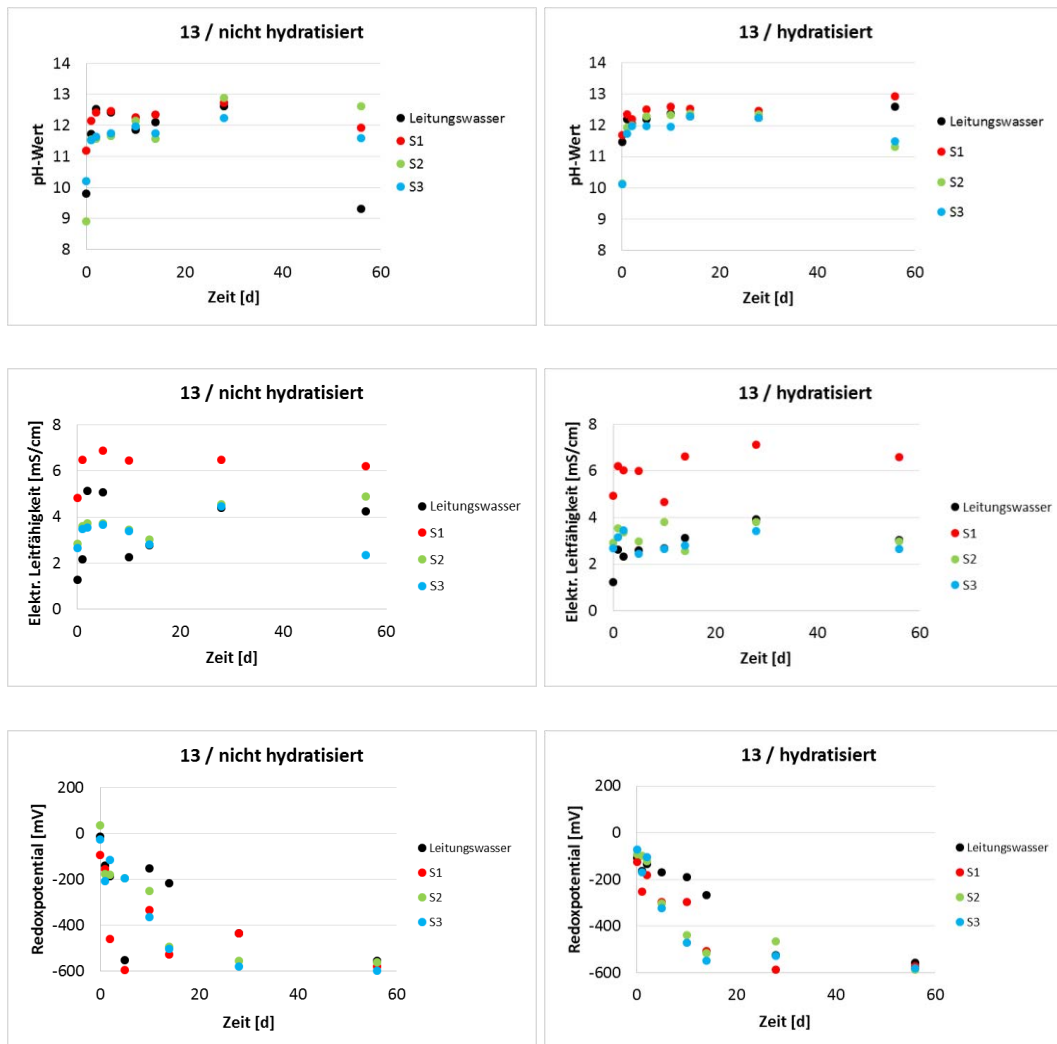 13 / nicht hydratisiert
pH-Wert
14
13
12
11
10
9
8
0
20
40
60
Zeit [d]
Leitungswasser
S1
S2
S3
13 / hydratisiert
pH-Wert
14
13
12
11
10
9
8
0
20
40
60
Zeit [d]
Leitungswasser
S1
S2
S3
13 / nicht hydratisiert
Elektr. Leitfähigkeit [mS/cm]
8
6
4
2
0
0
20
40
60
Zeit [d]
Leitungswasser
S1
S2
S3
13 / hydratisiert
Elektr. Leitfähigkeit [mS/cm]
8
6
4
2
0
0
20
40
60
Zeit [d]
Leitungswasser
S1
S2
S3
13 / nicht hydratisiert
Redoxpotential [mV]
200
0
-200
-400
-600
0
20
40
60
Zeit [d]
Leitungswasser
S1
S2
S3
13 / hydratisiert
Redoxpotential [mV]
200
0
-200
-400
-600
0
20
40
60
Zeit [d]
Leitungswasser
S1
S2
S3